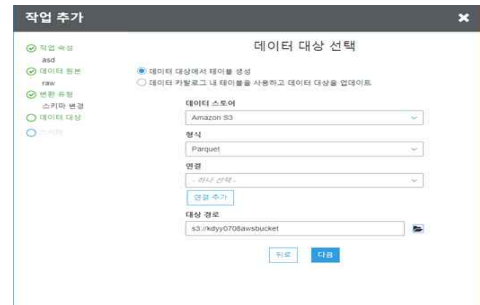 작업 추가
작업 속성
asd
데이터 원본
raw
변환 유형
스키마 변경
데이터 대상
스키마
데이터 대상 선택
데이터 대상에서 테이블 생성
데이터 카탈로그 내 테이블을 사용하고 데이터 대상을 업데이트
데이터 스토어
Amazon S3
형식
Parquet
연결
- 하나 선택 -
연결 추가
대상 경로
s3://kdyy0708awsbucket
뒤로
다음